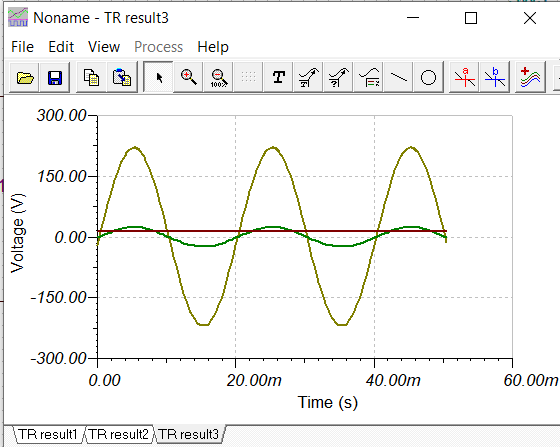 Noname - TR result3
File Edit View Process Help
100%
T
a
b
300.00
150.00
Voltage (V)
0.00
-150.00
-300.00
0.00 20.00m 40.00m 60.00m
Time (s)
TR result1 TR result2 TR result3